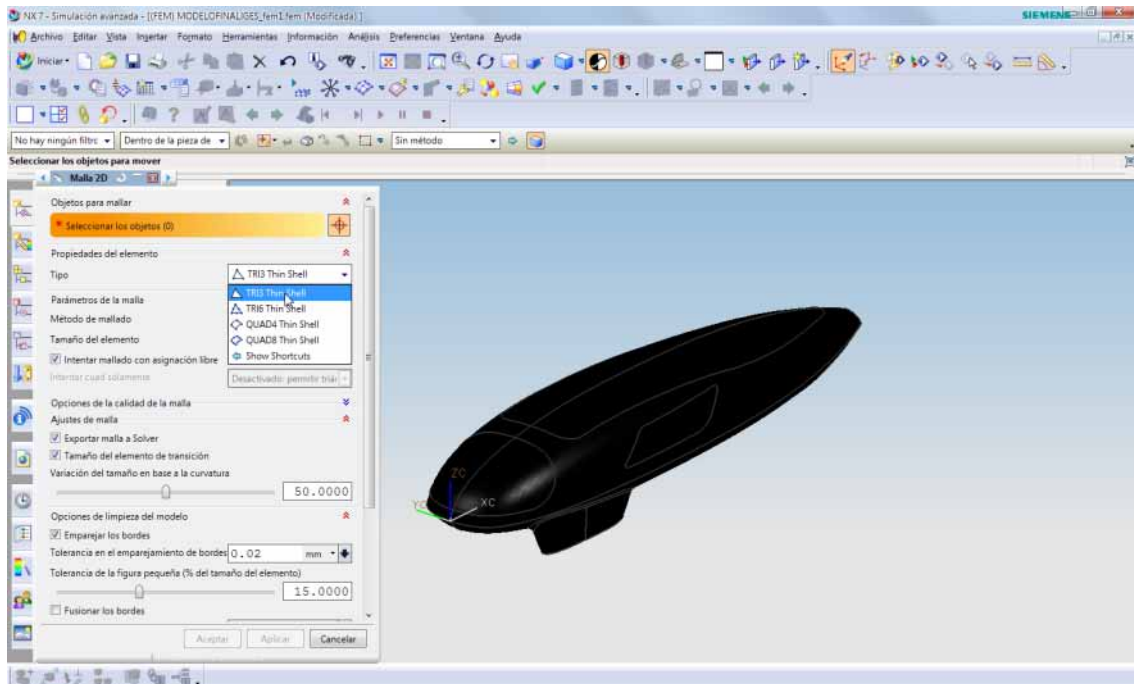 NX 7 - Simulación avanzada - [(FEM) MODELOFINALIGES_fem1.fem (Modificada) ]
SIEMENS
Archivo Editar Vista Insertar Formato Herramientas Información Análisis Preferencias Ventana Ayuda
Iniciar
No hay ningún filtrc Dentro de la pieza de Sin método
Seleccionar los objetos para mover
Malla 2D
Objetos para mallar
* Seleccionar los objetos (0)
Propiedades del elemento
Tipo TRI3 Thin Shell
TRI3 Thin Shell
Parámetros de la malla
TRI6 Thin Shell
Método de mallado
QUAD4 Thin Shell
Tamaño del elemento
QUAD8 Thin Shell
Intentar mallado con asignación libre
Show Shortcuts
Intentar cuad solamente Desactivado: permitir trián
Opciones de la calidad de la malla
Ajustes de malla
Exportar malla a Solver
Tamaño del elemento de transición
Variación del tamaño en base a la curvatura
50.0000
Opciones de limpieza del modelo
Emparejar los bordes
Tolerancia en el emparejamiento de bordes 0.02 mm
Tolerancia de la figura pequeña (% del tamaño del elemento)
15.0000
Fusionar los bordes
Aceptar Aplicar Cancelar
ZC
YC XC